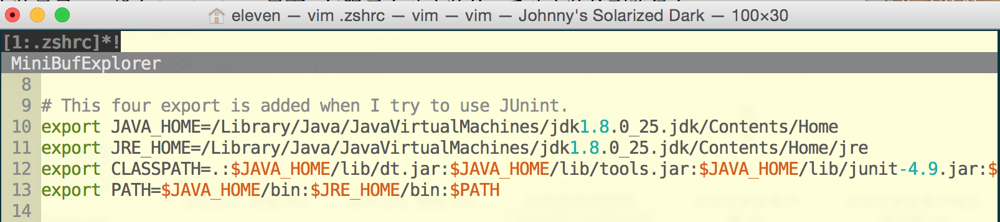 eleven — vim .zshrc — vim — vim — Johnny's Solarized Dark — 100×30
[1:.zshrc]*!
MiniBufExplorer >>
8
9 # This four export is added when I try to use JUnint.
10 export JAVA_HOME=/Library/Java/JavaVirtualMachines/jdk1.8.0_25.jdk/Contents/Home
11 export JRE_HOME=/Library/Java/JavaVirtualMachines/jdk1.8.0_25.jdk/Contents/Home/jre
12 export CLASSPATH=.:$JAVA_HOME/lib/dt.jar:$JAVA_HOME/lib/tools.jar:$JAVA_HOME/lib/junit-4.9.jar:$
13 export PATH=$JAVA_HOME/bin:$JRE_HOME/bin:$PATH
14